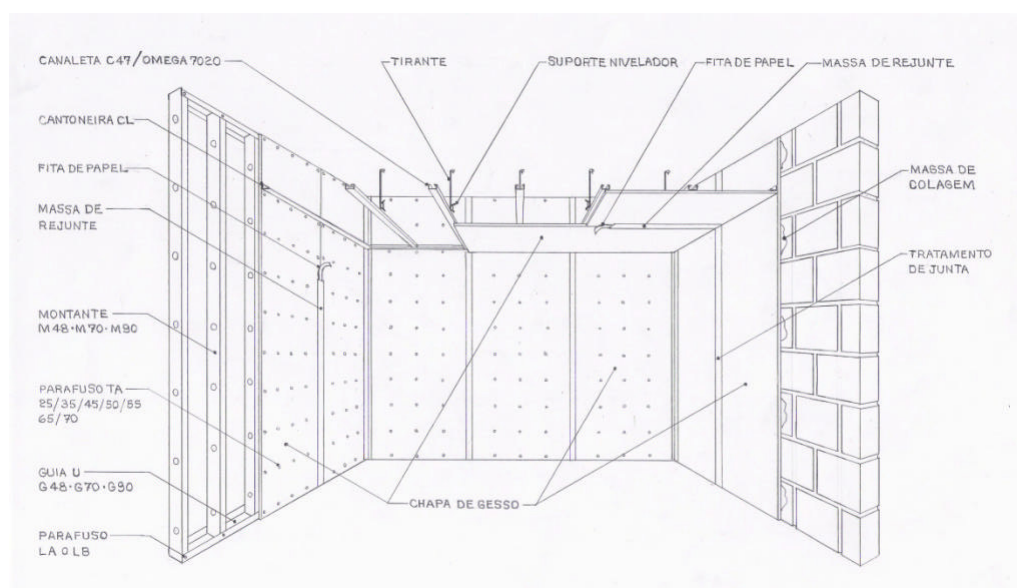 CANALETA C47/OMEGA 7020
TIRANTE
SUPORTE NIVELADOR
FITA DE PAPEL
MASSA DE REJUNTE
CANTONEIRA CL
FITA DE PAPEL
MASSA DE
REJUNTE
MONTANTE
M48·M70·M90
PARAFUSO TA
25/35/45/50/55
65/70
GUIA U
G48·G70·G90
PARAFUSO
LA O LB
CHAPA DE GESSO
MASSA DE
COLAGEM
TRATAMENTO
DE JUNTA